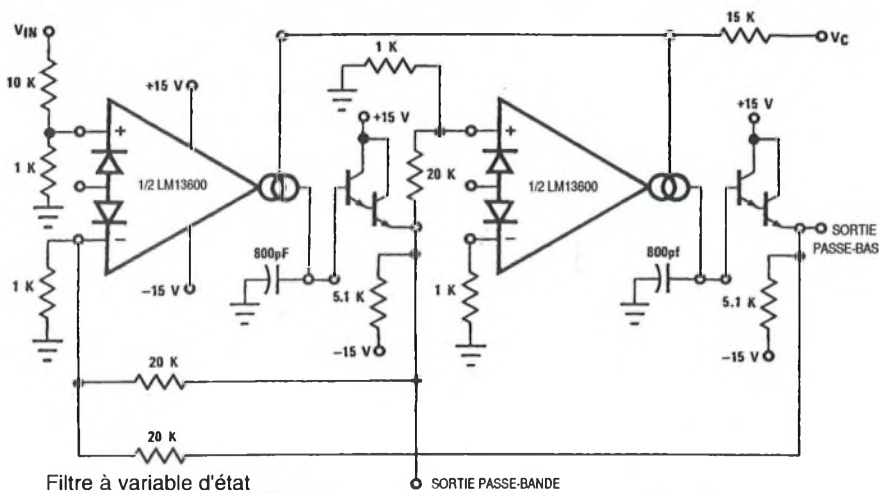 VIN
10 K
+15 V
+
1/2 LM13600
1 K
−
1 K
−15 V
800pF
+15 V
5.1 K
−15 V
1 K
20 K
+
1/2 LM13600
−
1 K
800pf
15 K
VC
+15 V
SORTIE
PASSE-BAS
5.1 K
−15 V
20 K
20 K
Filtre à variable d'état
SORTIE PASSE-BANDE